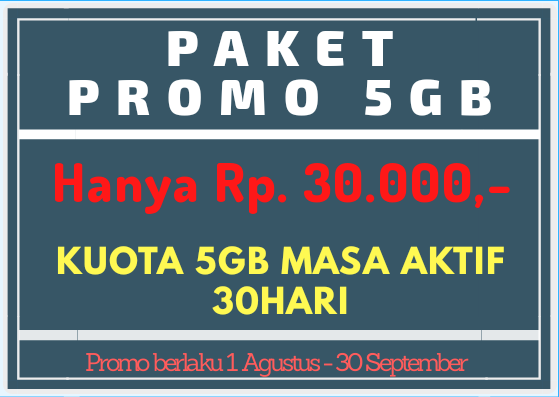 PAKET
PROMO 5GB
Hanya Rp. 30.000,-
KUOTA 5GB MASA AKTIF
30HARI
Promo berlaku 1 Agustus - 30 September